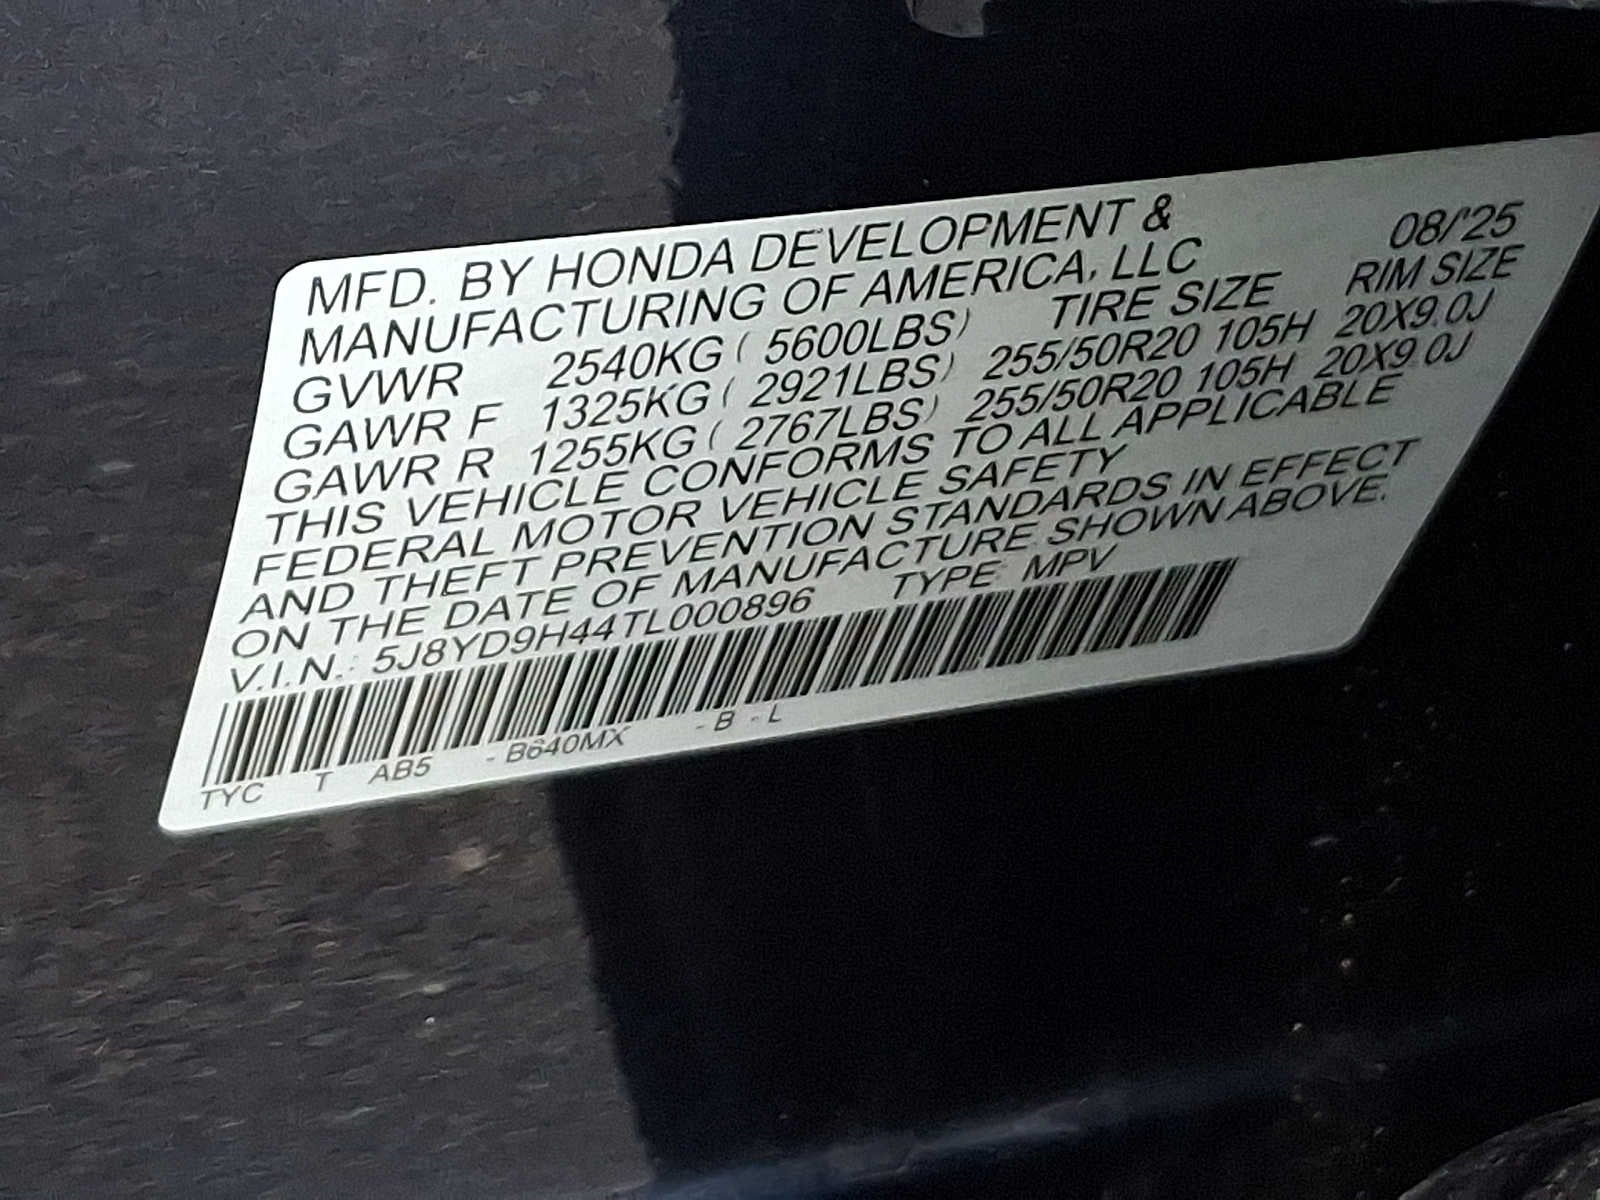 MFD. BY HONDA DEVELOPMENT &
MANUFACTURING OF AMERICA, LLC 08/'25
GVWR 2540KG ( 5600LBS) TIRE SIZE RIM SIZE
GAWR F 1325KG ( 2921LBS) 255/50R20 105H 20X9.0J
GAWR R 1255KG ( 2767LBS) 255/50R20 105H 20X9.0J
THIS VEHICLE CONFORMS TO ALL APPLICABLE
FEDERAL MOTOR VEHICLE SAFETY
AND THEFT PREVENTION STANDARDS IN EFFECT
ON THE DATE OF MANUFACTURE SHOWN ABOVE.
V.I.N.: 5J8YD9H44TL000896 TYPE: MPV
TYC T AB5 - B640MX - B - L